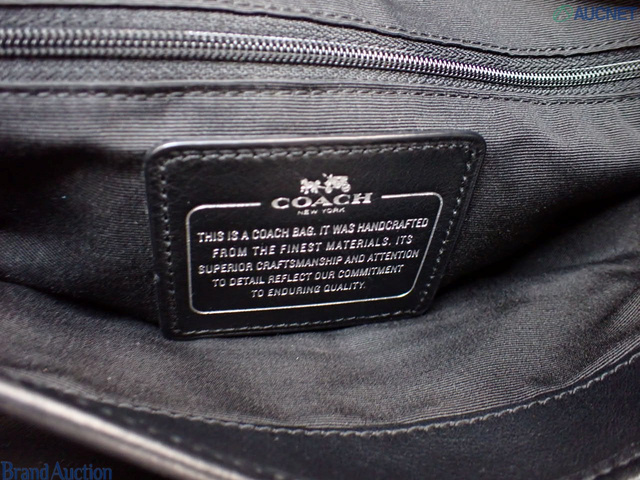 AUCNET
COACH
NEW YORK
THIS IS A COACH BAG. IT WAS HANDCRAFTED
FROM THE FINEST MATERIALS. ITS
SUPERIOR CRAFTSMANSHIP AND ATTENTION
TO DETAIL REFLECT OUR COMMITMENT
TO ENDURING QUALITY.
Brand Auction